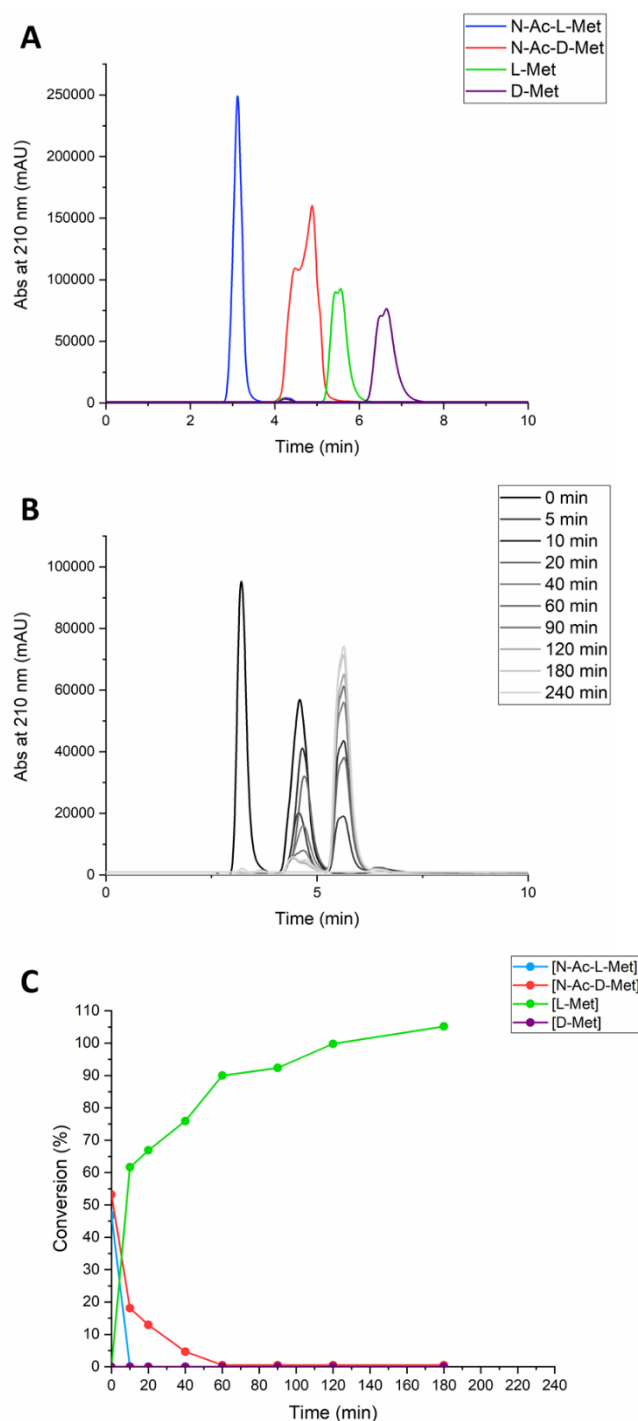 A
N-Ac-L-Met
N-Ac-D-Met
L-Met
D-Met
250000
200000
150000
100000
50000
0
Abs at 210 nm (mAU)
0 2 4 6 8 10
Time (min)
B
0 min
5 min
10 min
20 min
40 min
60 min
90 min
120 min
180 min
240 min
100000
80000
60000
40000
20000
0
Abs at 210 nm (mAU)
0 5 10
Time (min)
C
[N-Ac-L-Met]
[N-Ac-D-Met]
[L-Met]
[D-Met]
110
100
90
80
70
60
50
40
30
20
10
0
Conversion (%)
0 20 40 60 80 100 120 140 160 180 200 220 240
Time (min)